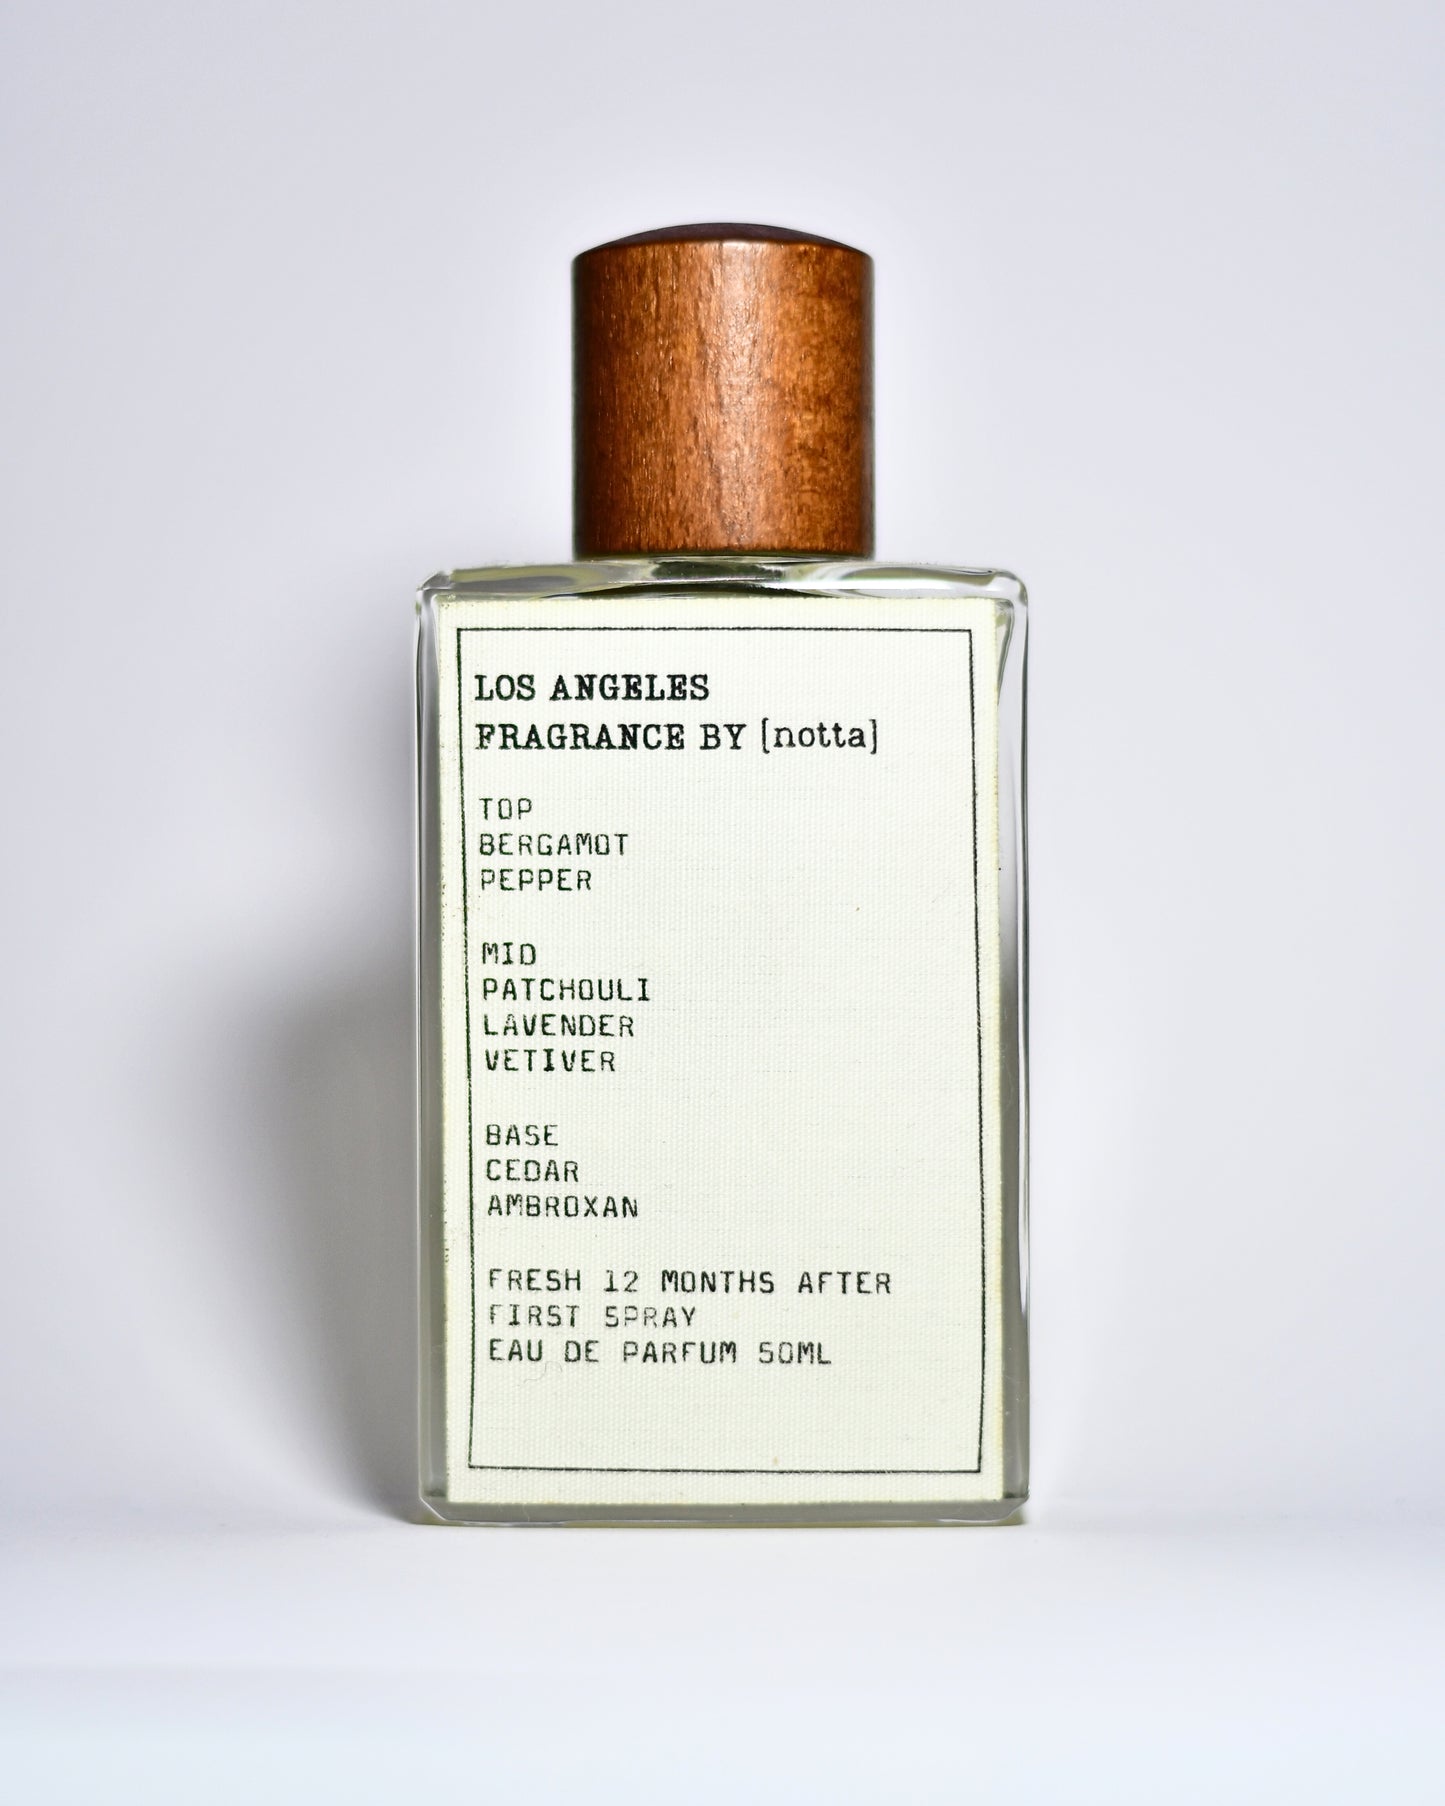 LOS ANGELES
FRAGRANCE BY [notta]
TOP
BERGAMOT
PEPPER
MID
PATCHOULI
LAVENDER
VETIVER
BASE
CEDAR
AMBROXAN
FRESH 12 MONTHS AFTER
FIRST SPRAY
EAU DE PARFUM 50ML